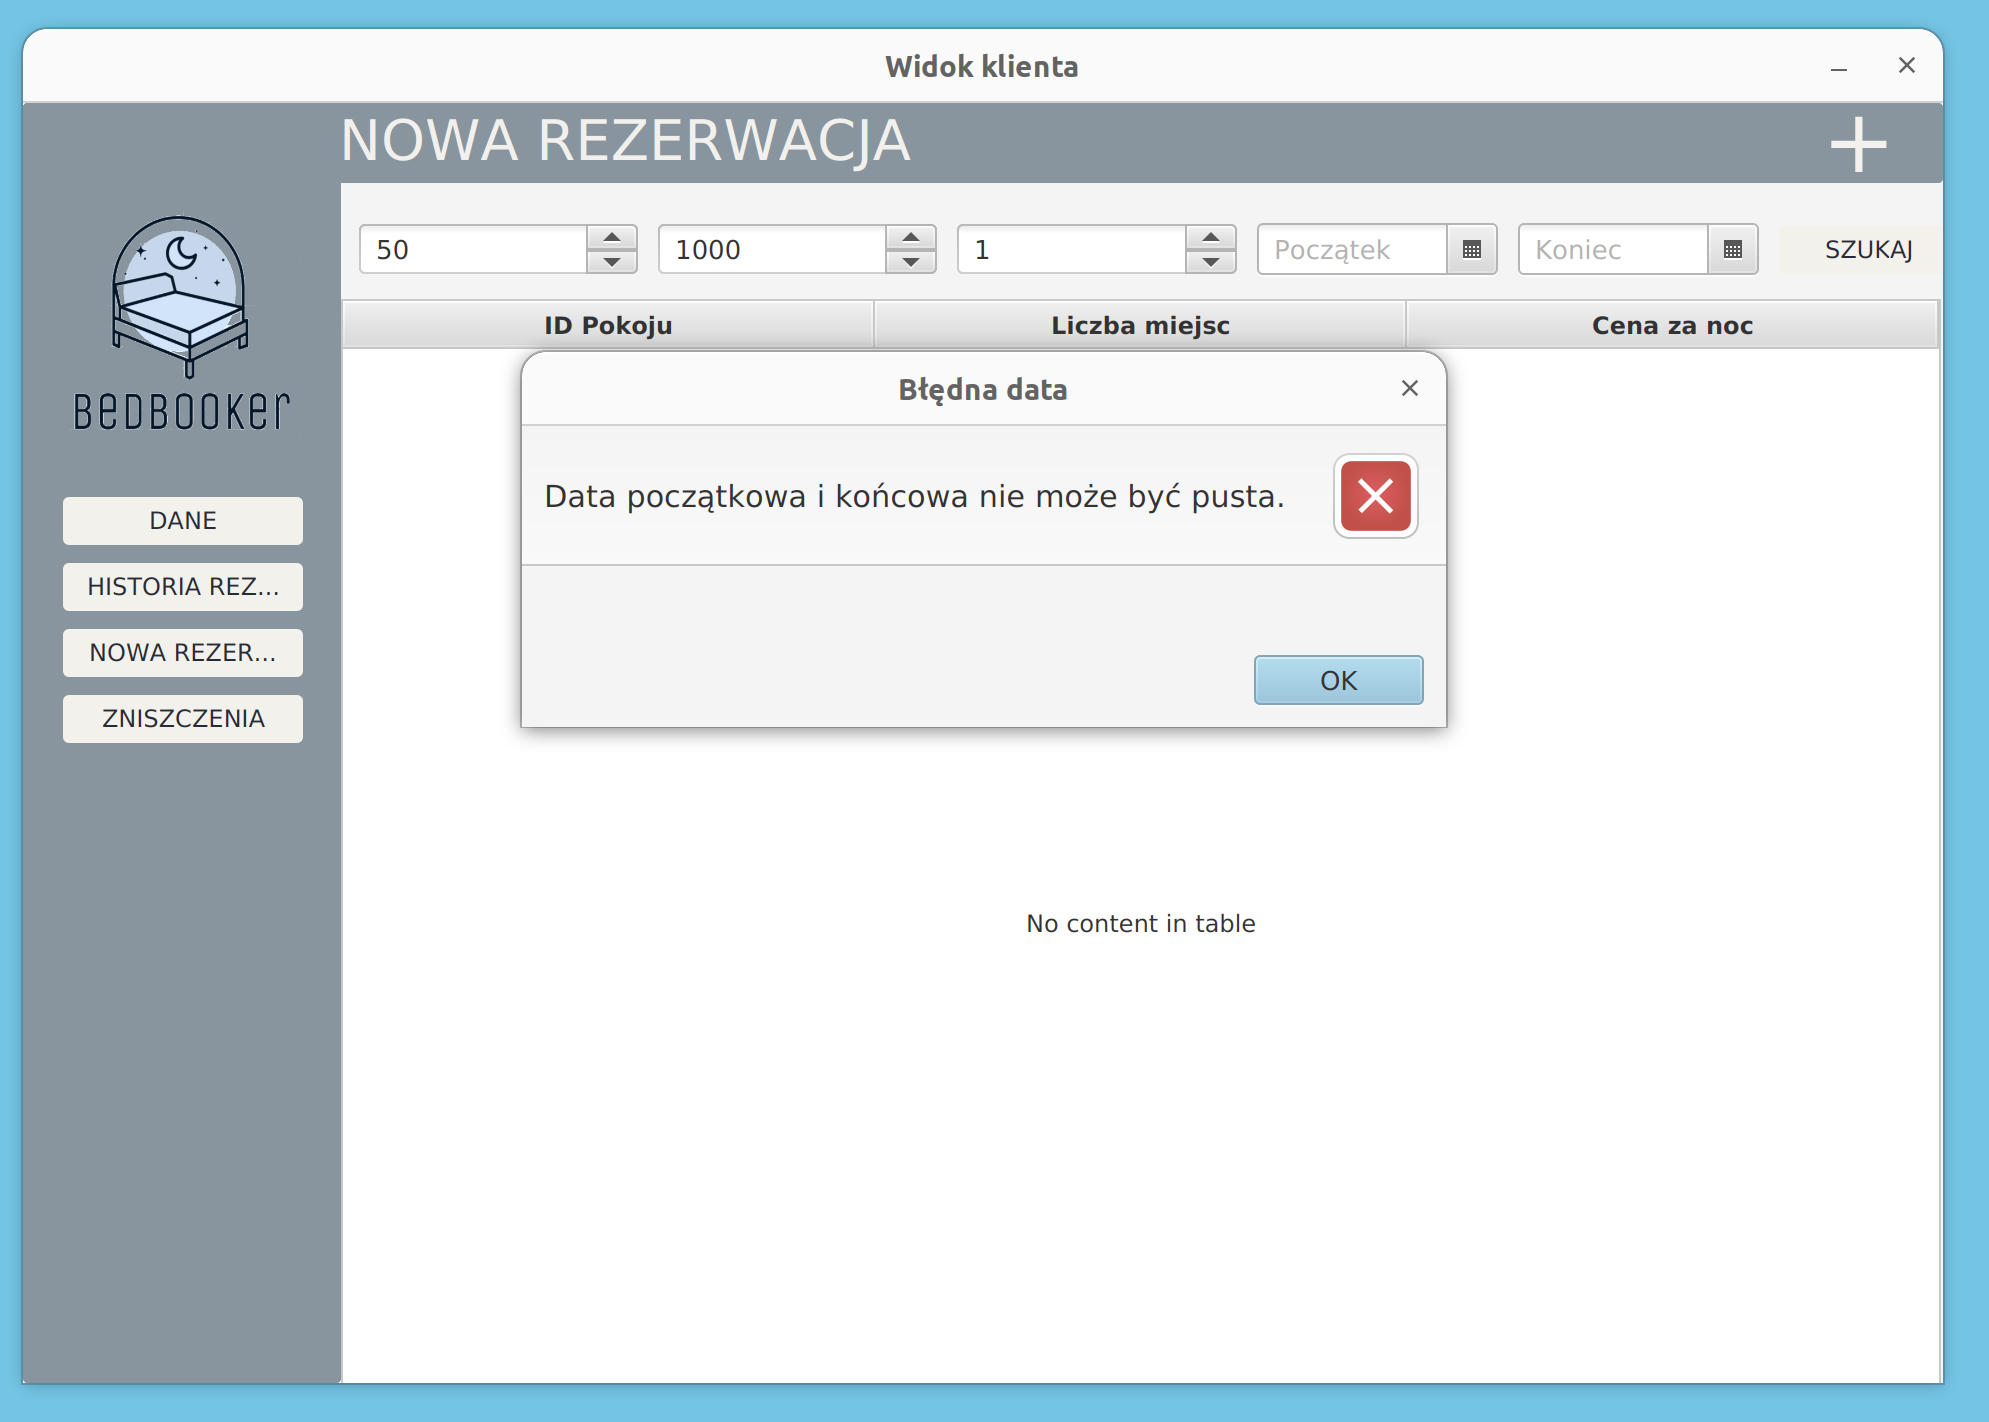 Widok klienta
NOWA REZERWACJA
50 1000 1 Początek Koniec SZUKAJ
ID Pokoju Liczba miejsc Cena za noc
BEDBOOKER
DANE
HISTORIA REZ...
NOWA REZER...
ZNISZCZENIA
Błędna data
Data początkowa i końcowa nie może być pusta.
OK
No content in table